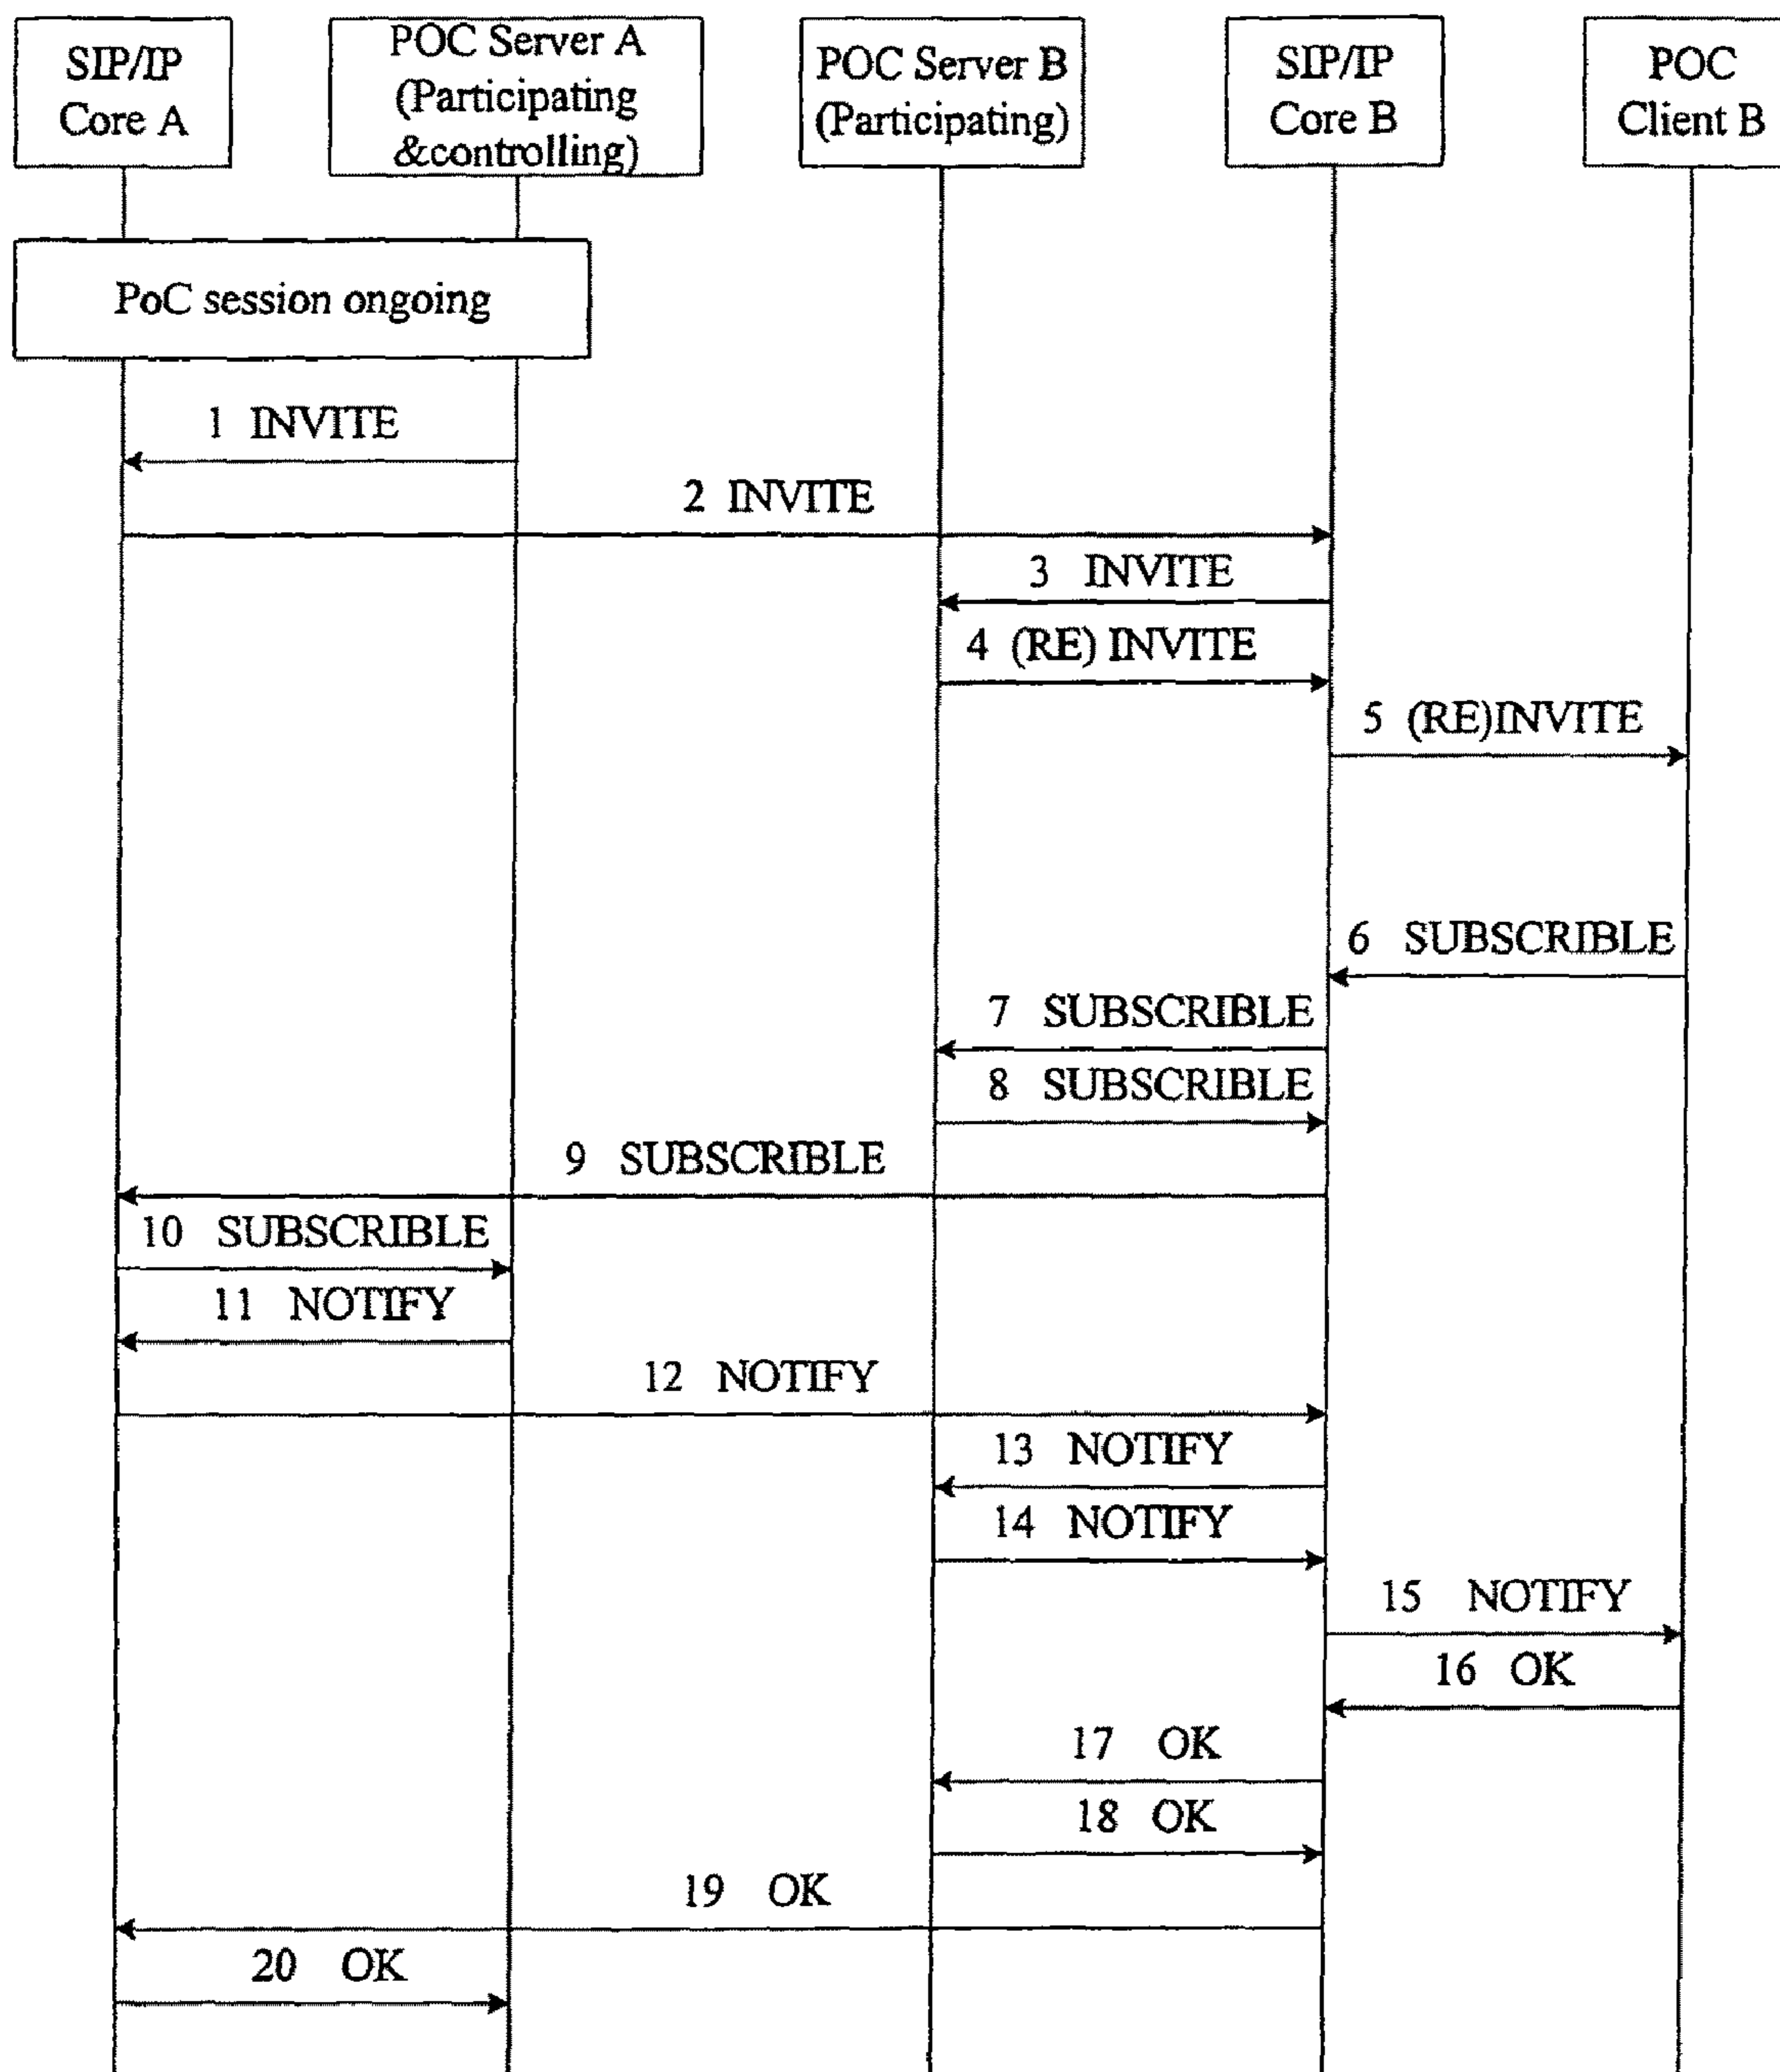 SIP/IP
Core A
POC Server A
(Participating
&controlling)
POC Server B
(Participating)
SIP/IP
Core B
POC
Client B
PoC session ongoing
1 INVITE
2 INVITE
3 INVITE
4 (RE) INVITE
5 (RE)INVITE
6 SUBSCRIBLE
7 SUBSCRIBLE
8 SUBSCRIBLE
9 SUBSCRIBLE
10 SUBSCRIBLE
11 NOTIFY
12 NOTIFY
13 NOTIFY
14 NOTIFY
15 NOTIFY
16 OK
17 OK
18 OK
19 OK
20 OK